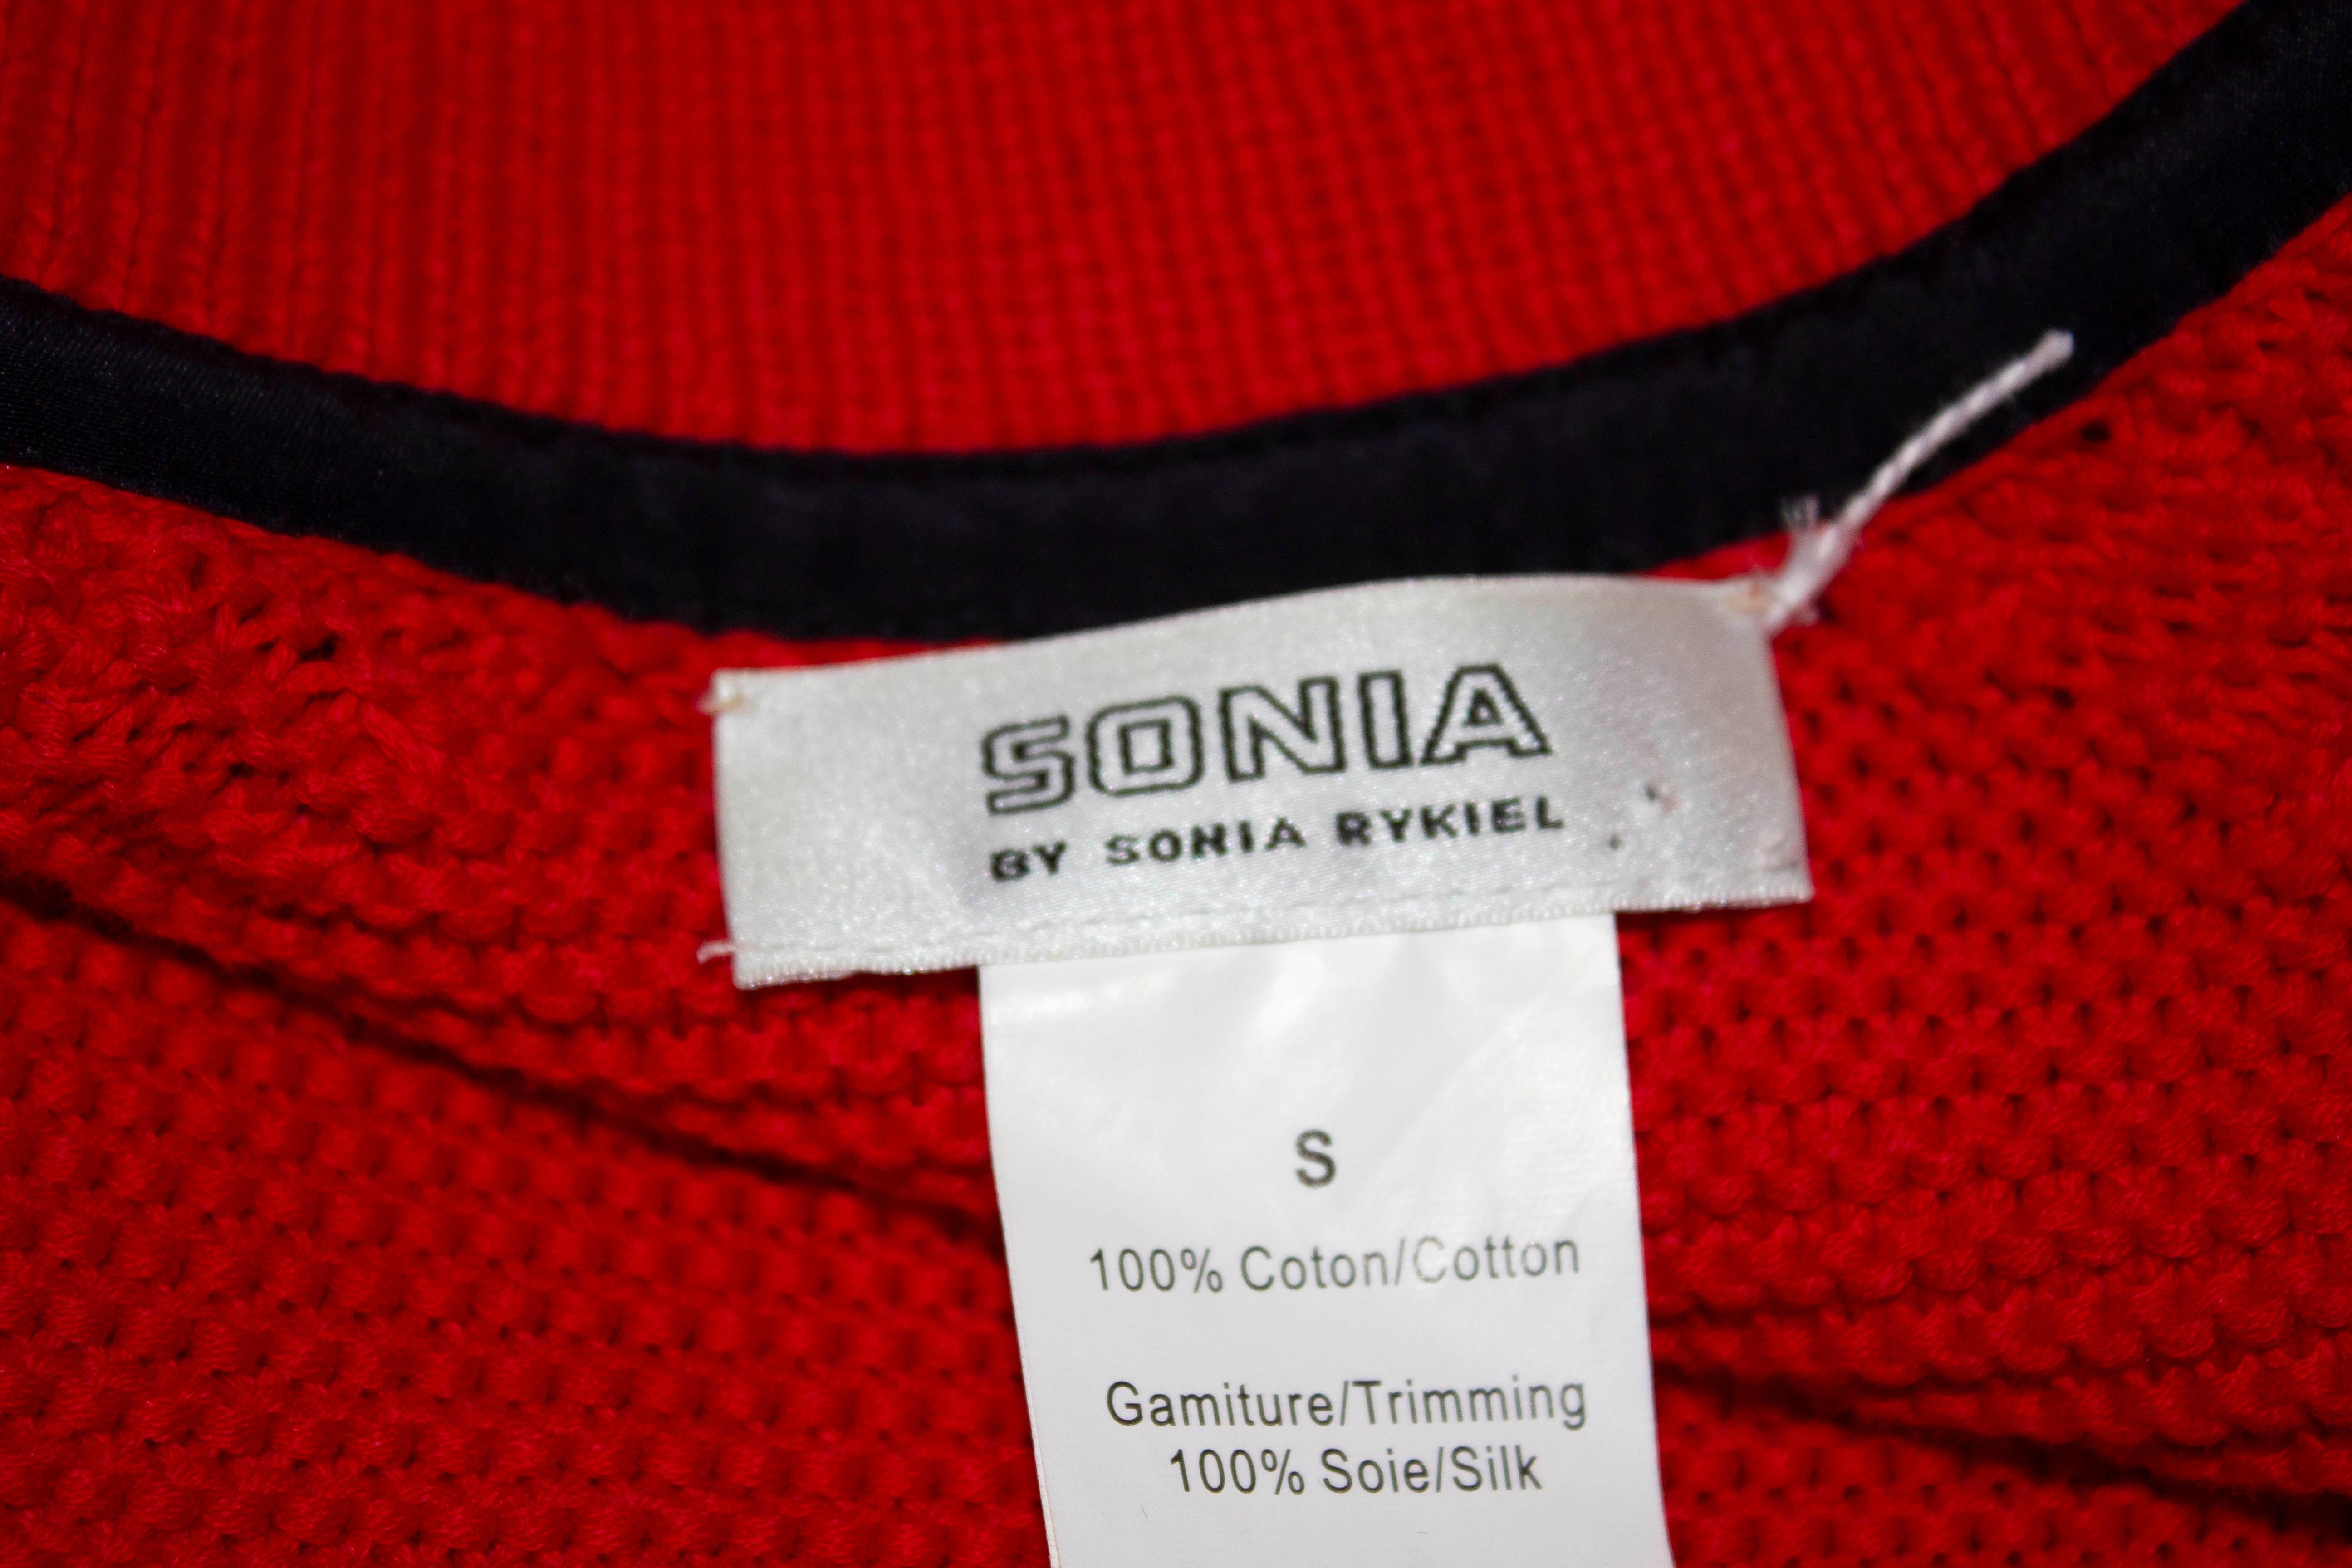 SONIA
BY SONIA RYKIEL
S
100% Coton/Cotton
Gamiture/Trimming
100% Soie/Silk